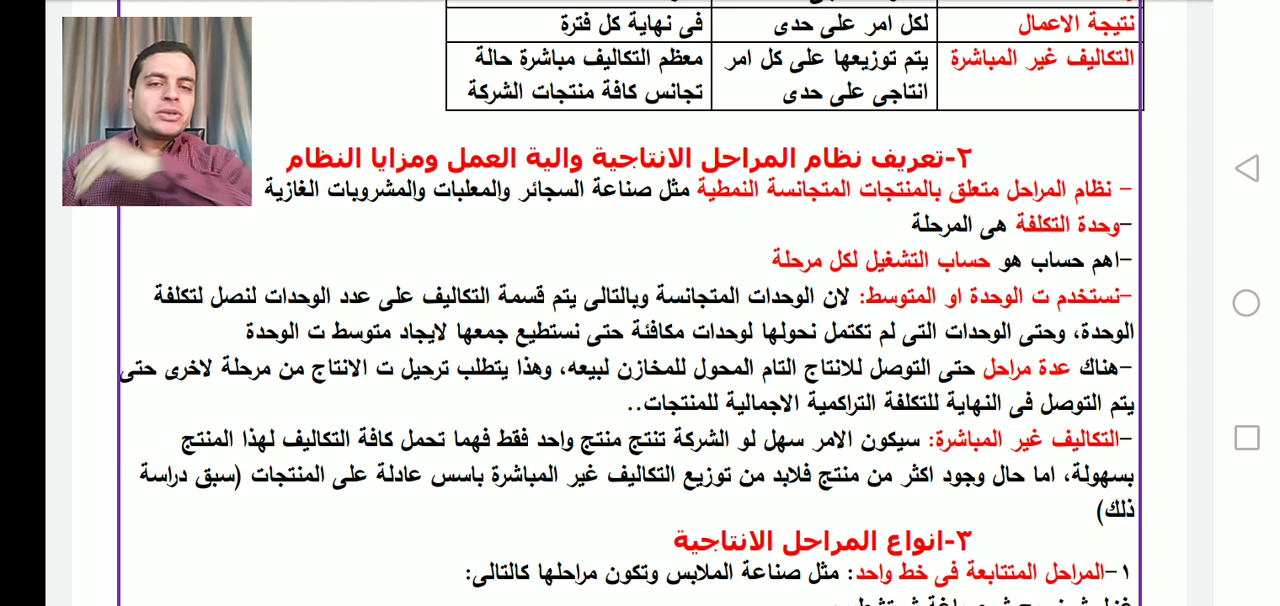 نتيجة الاعمال لكل امر على حدى فى نهاية كل فترة
التكاليف غير المباشرة يتم توزيعها على كل امر معظم التكاليف مباشرة حالة
انتاجى على حدى تجانس كافة منتجات الشركة
٢-تعريف نظام المراحل الانتاجية والية العمل ومزايا النظام
- نظام المراحل متعلق بالمنتجات المتجانسة النمطية مثل صناعة السجائر والمعلبات والمشروبات الغازية
-وحدة التكلفة هى المرحلة
-اهم حساب هو حساب التشغيل لكل مرحلة
-نستخدم ت الوحدة او المتوسط: لان الوحدات المتجانسة وبالتالى يتم قسمة التكاليف على عدد الوحدات لنصل لتكلفة
الوحدة، وحتى الوحدات التى لم تكتمل نحولها لوحدات مكافئة حتى نستطيع جمعها لايجاد متوسط ت الوحدة
-هناك عدة مراحل حتى التوصل للانتاج التام المحول للمخازن لبيعه، وهذا يتطلب ترحيل ت الانتاج من مرحلة لاخرى حتى
يتم التوصل فى النهاية للتكلفة التراكمية الاجمالية للمنتجات..
-التكاليف غير المباشرة: سيكون الامر سهل لو الشركة تنتج منتج واحد فقط فهما تحمل كافة التكاليف لهذا المنتج
بسهولة، اما حال وجود اكثر من منتج فلابد من توزيع التكاليف غير المباشرة باسس عادلة على المنتجات (سبق دراسة
ذلك)
٣-انواع المراحل الانتاجية
١-المراحل المتتابعة فى خط واحد: مثل صناعة الملابس وتكون مراحلها كالتالى: